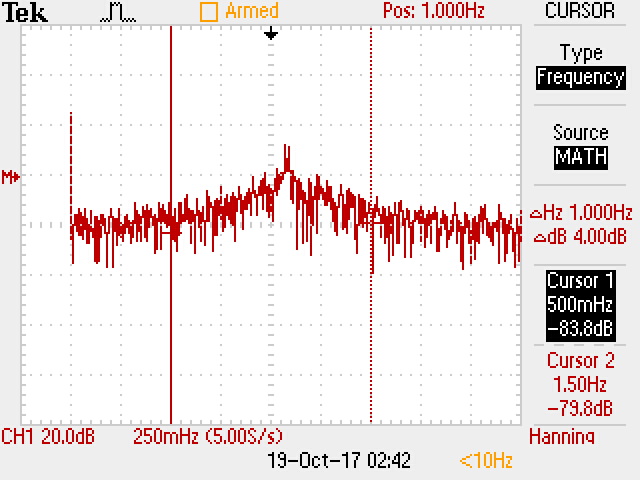 Tek Armed Pos: 1.000Hz CURSOR
Type
Frequency
Source
MATH
M
△Hz 1.000Hz
△dB 4.00dB
Cursor 1
500mHz
-83.8dB
Cursor 2
1.50Hz
-79.8dB
CH1 20.0dB 250mHz (5.00S/s) Hanning
19-Oct-17 02:42 <10Hz